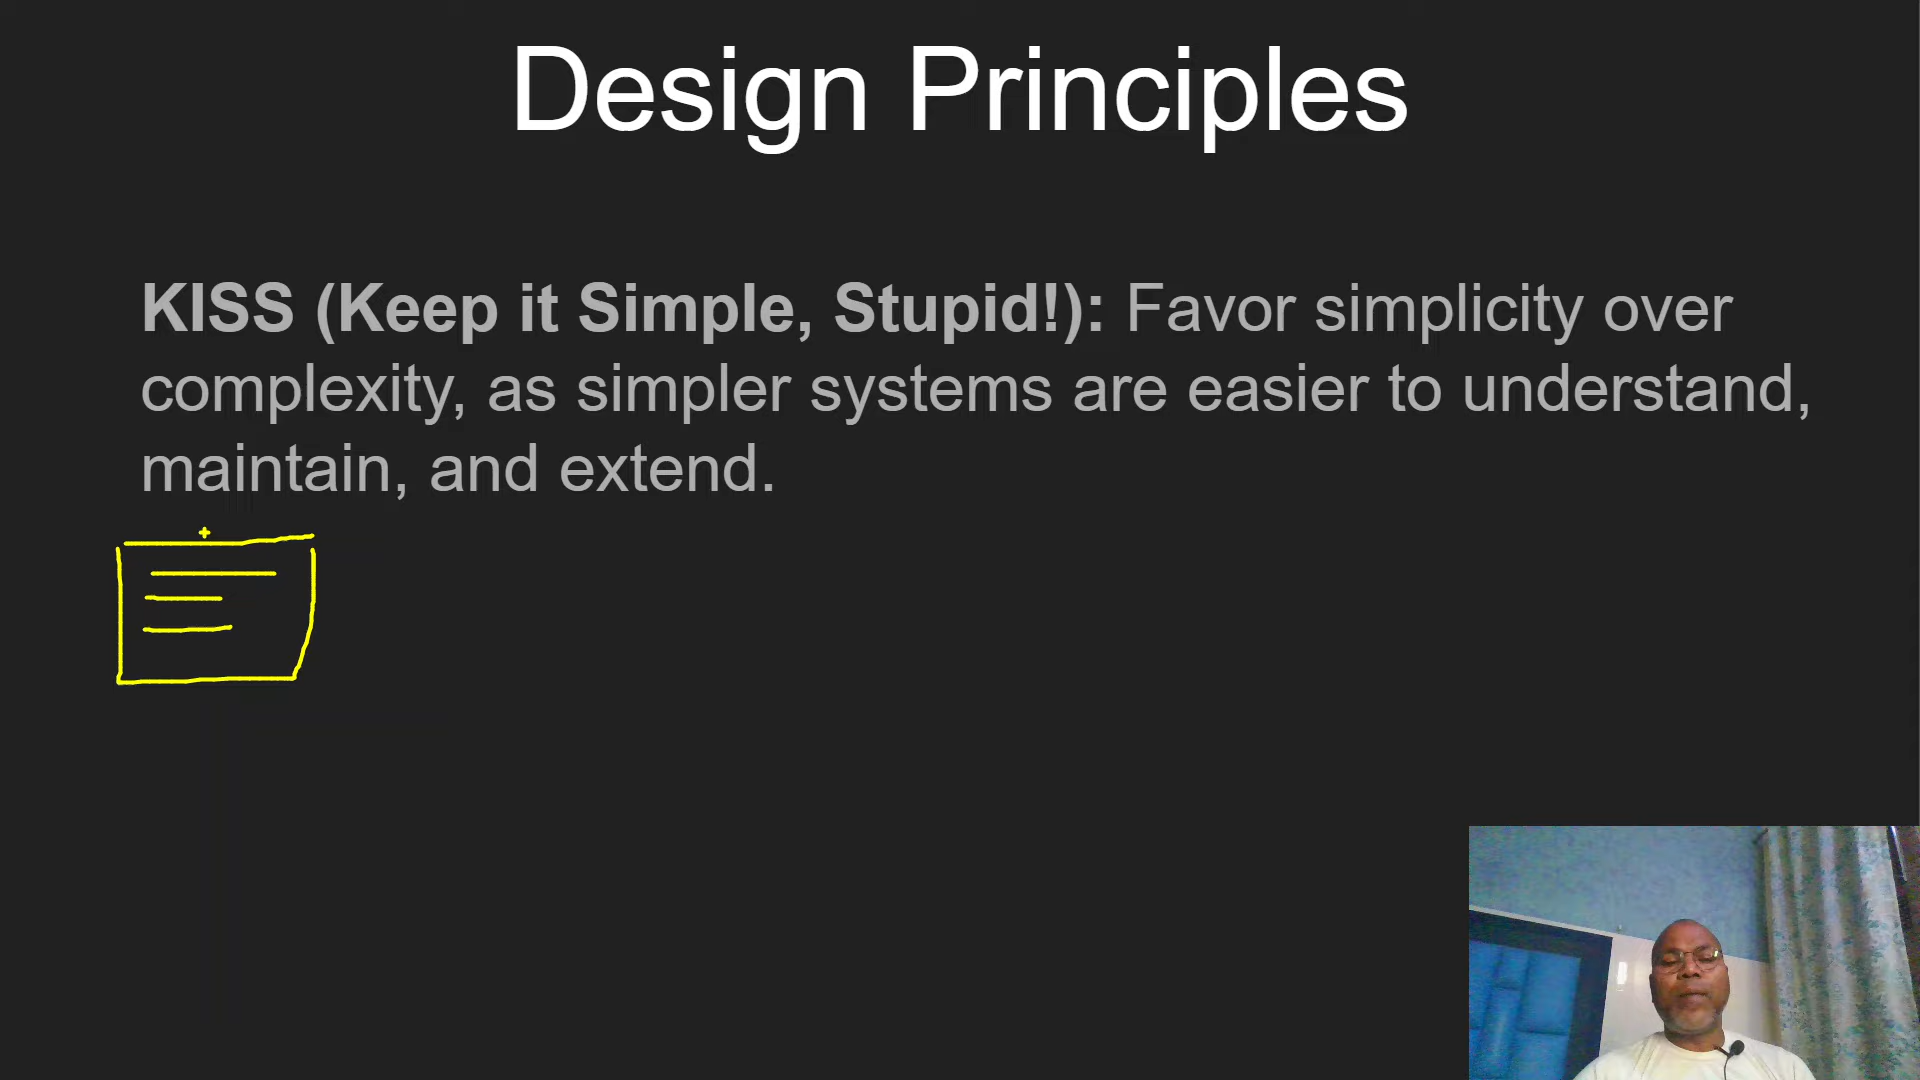 Design Principles
KISS (Keep it Simple, Stupid!): Favor simplicity over
complexity, as simpler systems are easier to understand,
maintain, and extend.